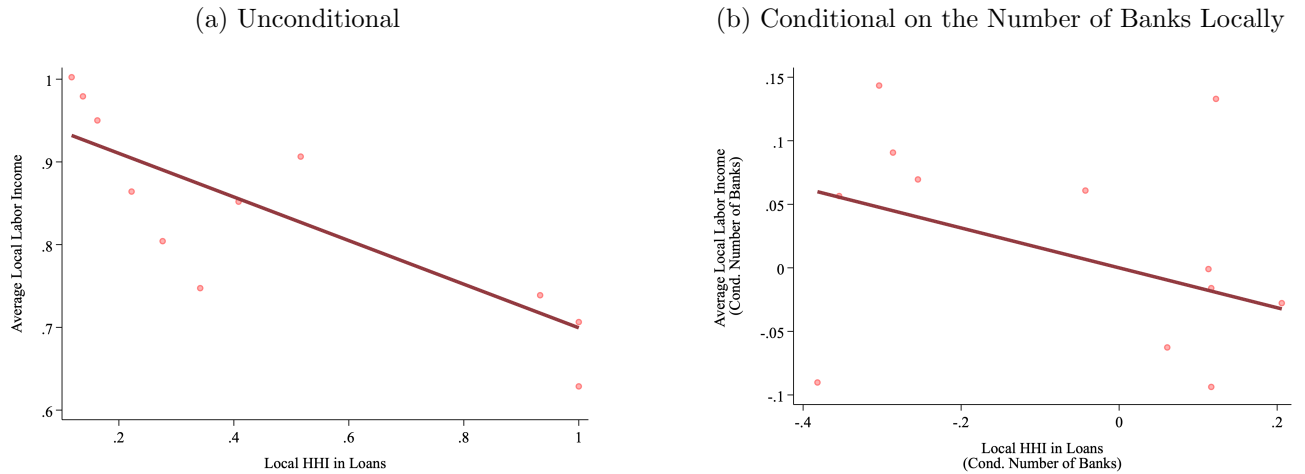 (a) Unconditional
1
.9
.8
.7
.6
Average Local Labor Income
.2
.4
.6
.8
1
Local HHI in Loans
(b) Conditional on the Number of Banks Locally
.15
.1
.05
0
-.05
-.1
Average Local Labor Income
(Cond. Number of Banks)
-.4
-.2
0
.2
Local HHI in Loans
(Cond. Number of Banks)